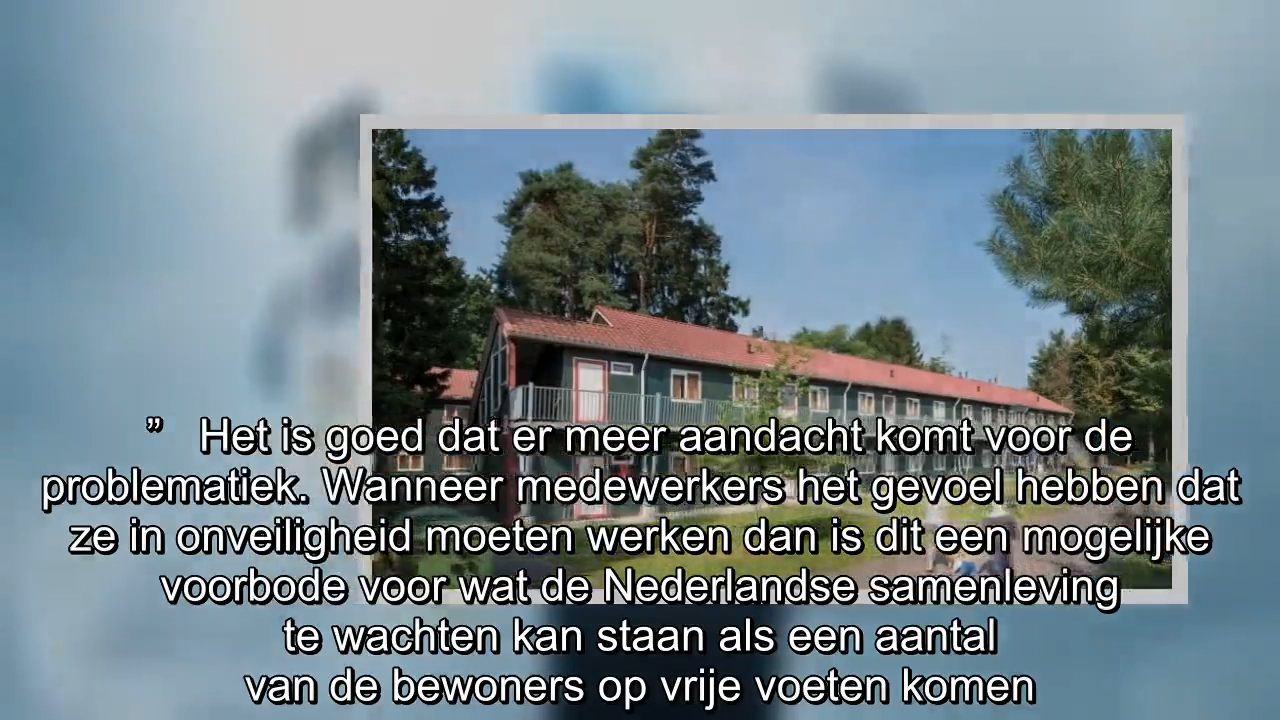 ” Het is goed dat er meer aandacht komt voor de
problematiek. Wanneer medewerkers het gevoel hebben dat
ze in onveiligheid moeten werken dan is dit een mogelijke
voorbode voor wat de Nederlandse samenleving
te wachten kan staan als een aantal
van de bewoners op vrije voeten komen